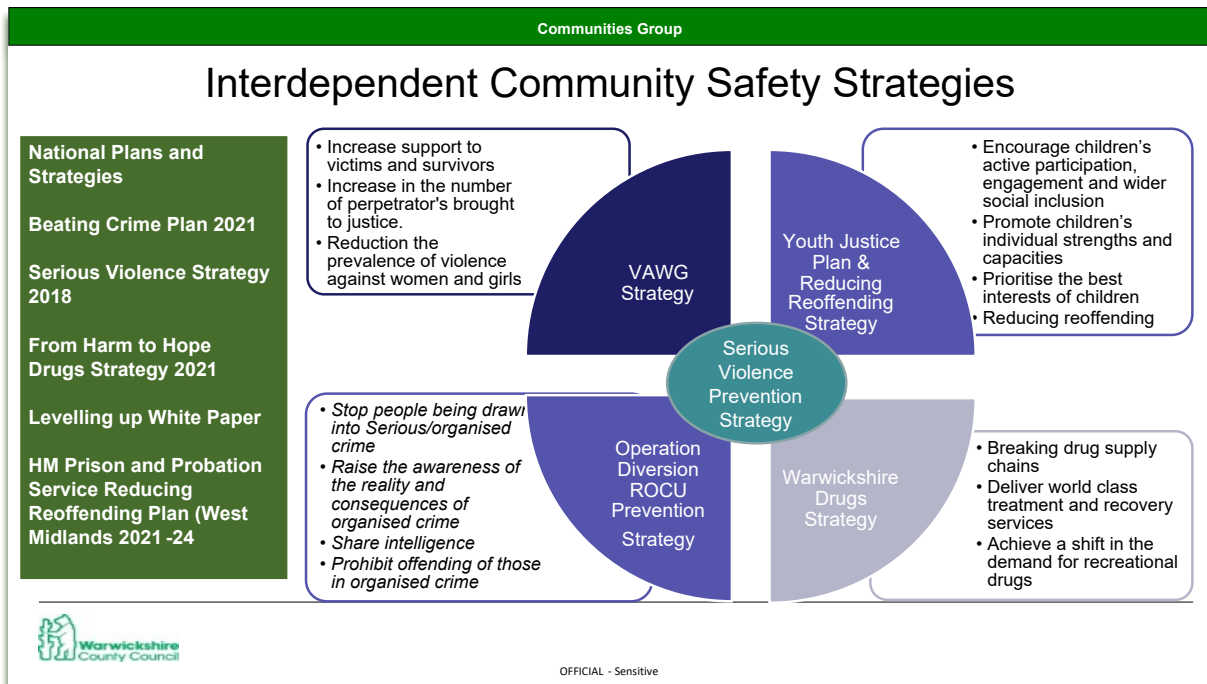 Communities Group
Interdependent Community Safety Strategies
National Plans and
Strategies
Beating Crime Plan 2021
Serious Violence Strategy
2018
From Harm to Hope
Drugs Strategy 2021
Levelling up White Paper
HM Prison and Probation
Service Reducing
Reoffending Plan (West
Midlands 2021 -24
• Increase support to
victims and survivors
• Increase in the number
of perpetrator's brought
to justice.
• Reduction the
prevalence of violence
against women and girls
VAWG
Strategy
Youth Justice
Plan &
Reducing
Reoffending
Strategy
• Encourage children's
active participation,
engagement and wider
social inclusion
• Promote children's
individual strengths and
capacities
• Prioritise the best
interests of children
• Reducing reoffending
Serious
Violence
Prevention
Strategy
• Stop people being drawn
into Serious/organised
crime
• Raise the awareness of
the reality and
consequences of
organised crime
• Share intelligence
• Prohibit offending of those
in organised crime
Operation
Diversion
ROCU
Prevention
Strategy
Warwickshire
Drugs
Strategy
• Breaking drug supply
chains
• Deliver world class
treatment and recovery
services
• Achieve a shift in the
demand for recreational
drugs
Warwickshire
County Council
OFFICIAL - Sensitive